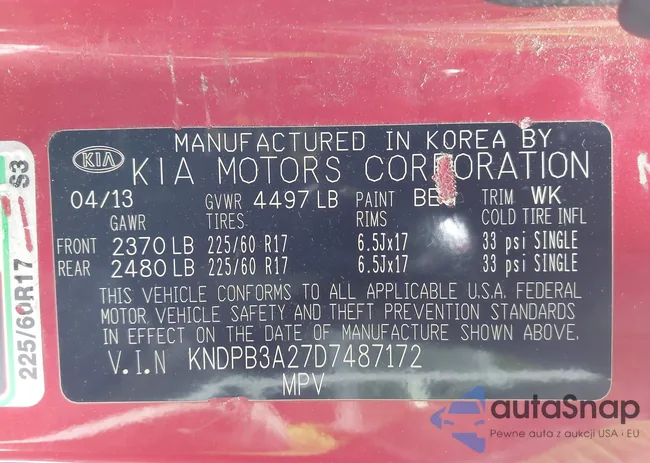 MANUFACTURED IN KOREA BY
KIA KIA MOTORS CORPORATION
04/13 GVWR 4497 LB PAINT TRIM WK
GAWR TIRES RIMS COLD TIRE INFL
FRONT 2370 LB 225/60 R17 6.5Jx17 33 psi SINGLE
REAR 2480 LB 225/60 R17 6.5Jx17 33 psi SINGLE
THIS VEHICLE CONFORMS TO ALL APPLICABLE U.S.A. FEDERAL
MOTOR VEHICLE SAFETY AND THEFT PREVENTION STANDARDS
IN EFFECT ON THE DATE OF MANUFACTURE SHOWN ABOVE.
V.I.N KNDPB3A27D7487172
MPV
225/60R17 S3
autaSnap
Pewne auta z aukcji USA i EU